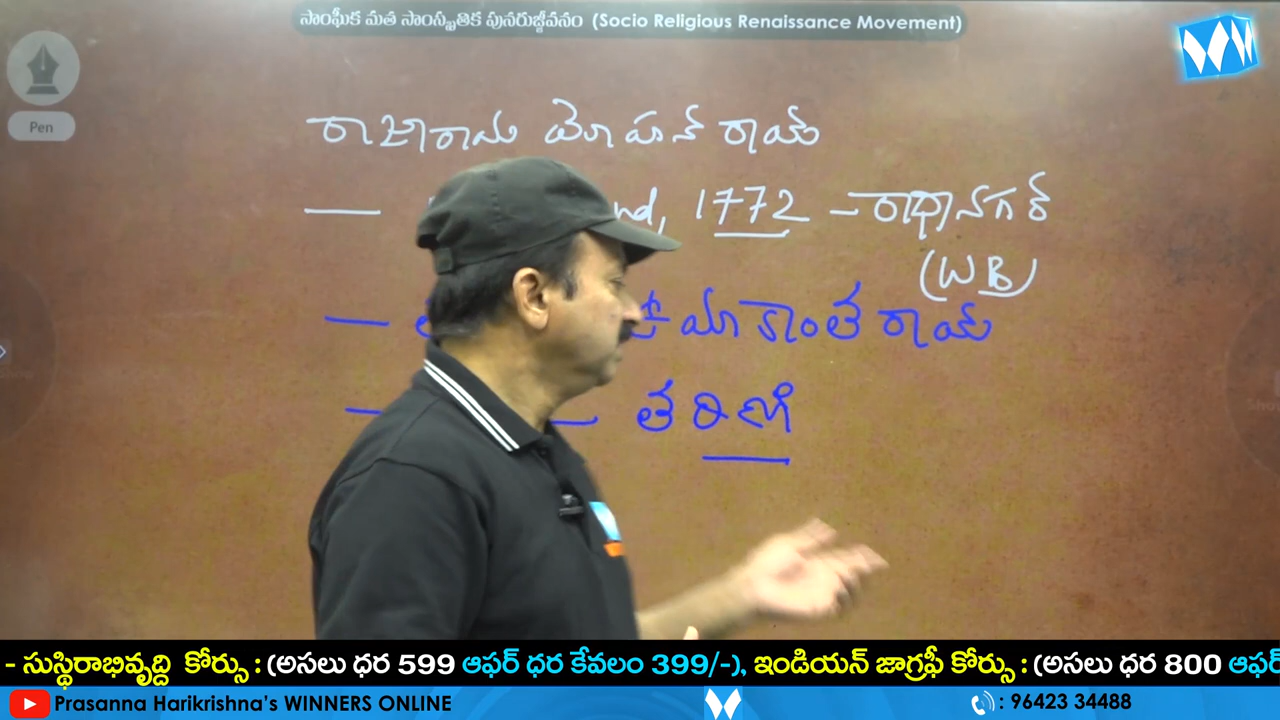 సాంఘీక మత సాంస్కృతిక పునరుజ్జీవనం (Socio Religious Renaissance Movement)
Pen
రాజారామ మోహన్ రాయ్
— nd, 1772 – రాధానగర్
(WB)
— మాకాంత రాయ్
— — తరిణి
- సుస్థిరాభివృద్ది కోర్సు : (అసలు ధర 599 ఆఫర్ ధర కేవలం 399/-), ఇండియన్ జాగ్రఫీ కోర్సు : (అసలు ధర 800 ఆఫర్
Prasanna Harikrishna's WINNERS ONLINE : 96423 34488